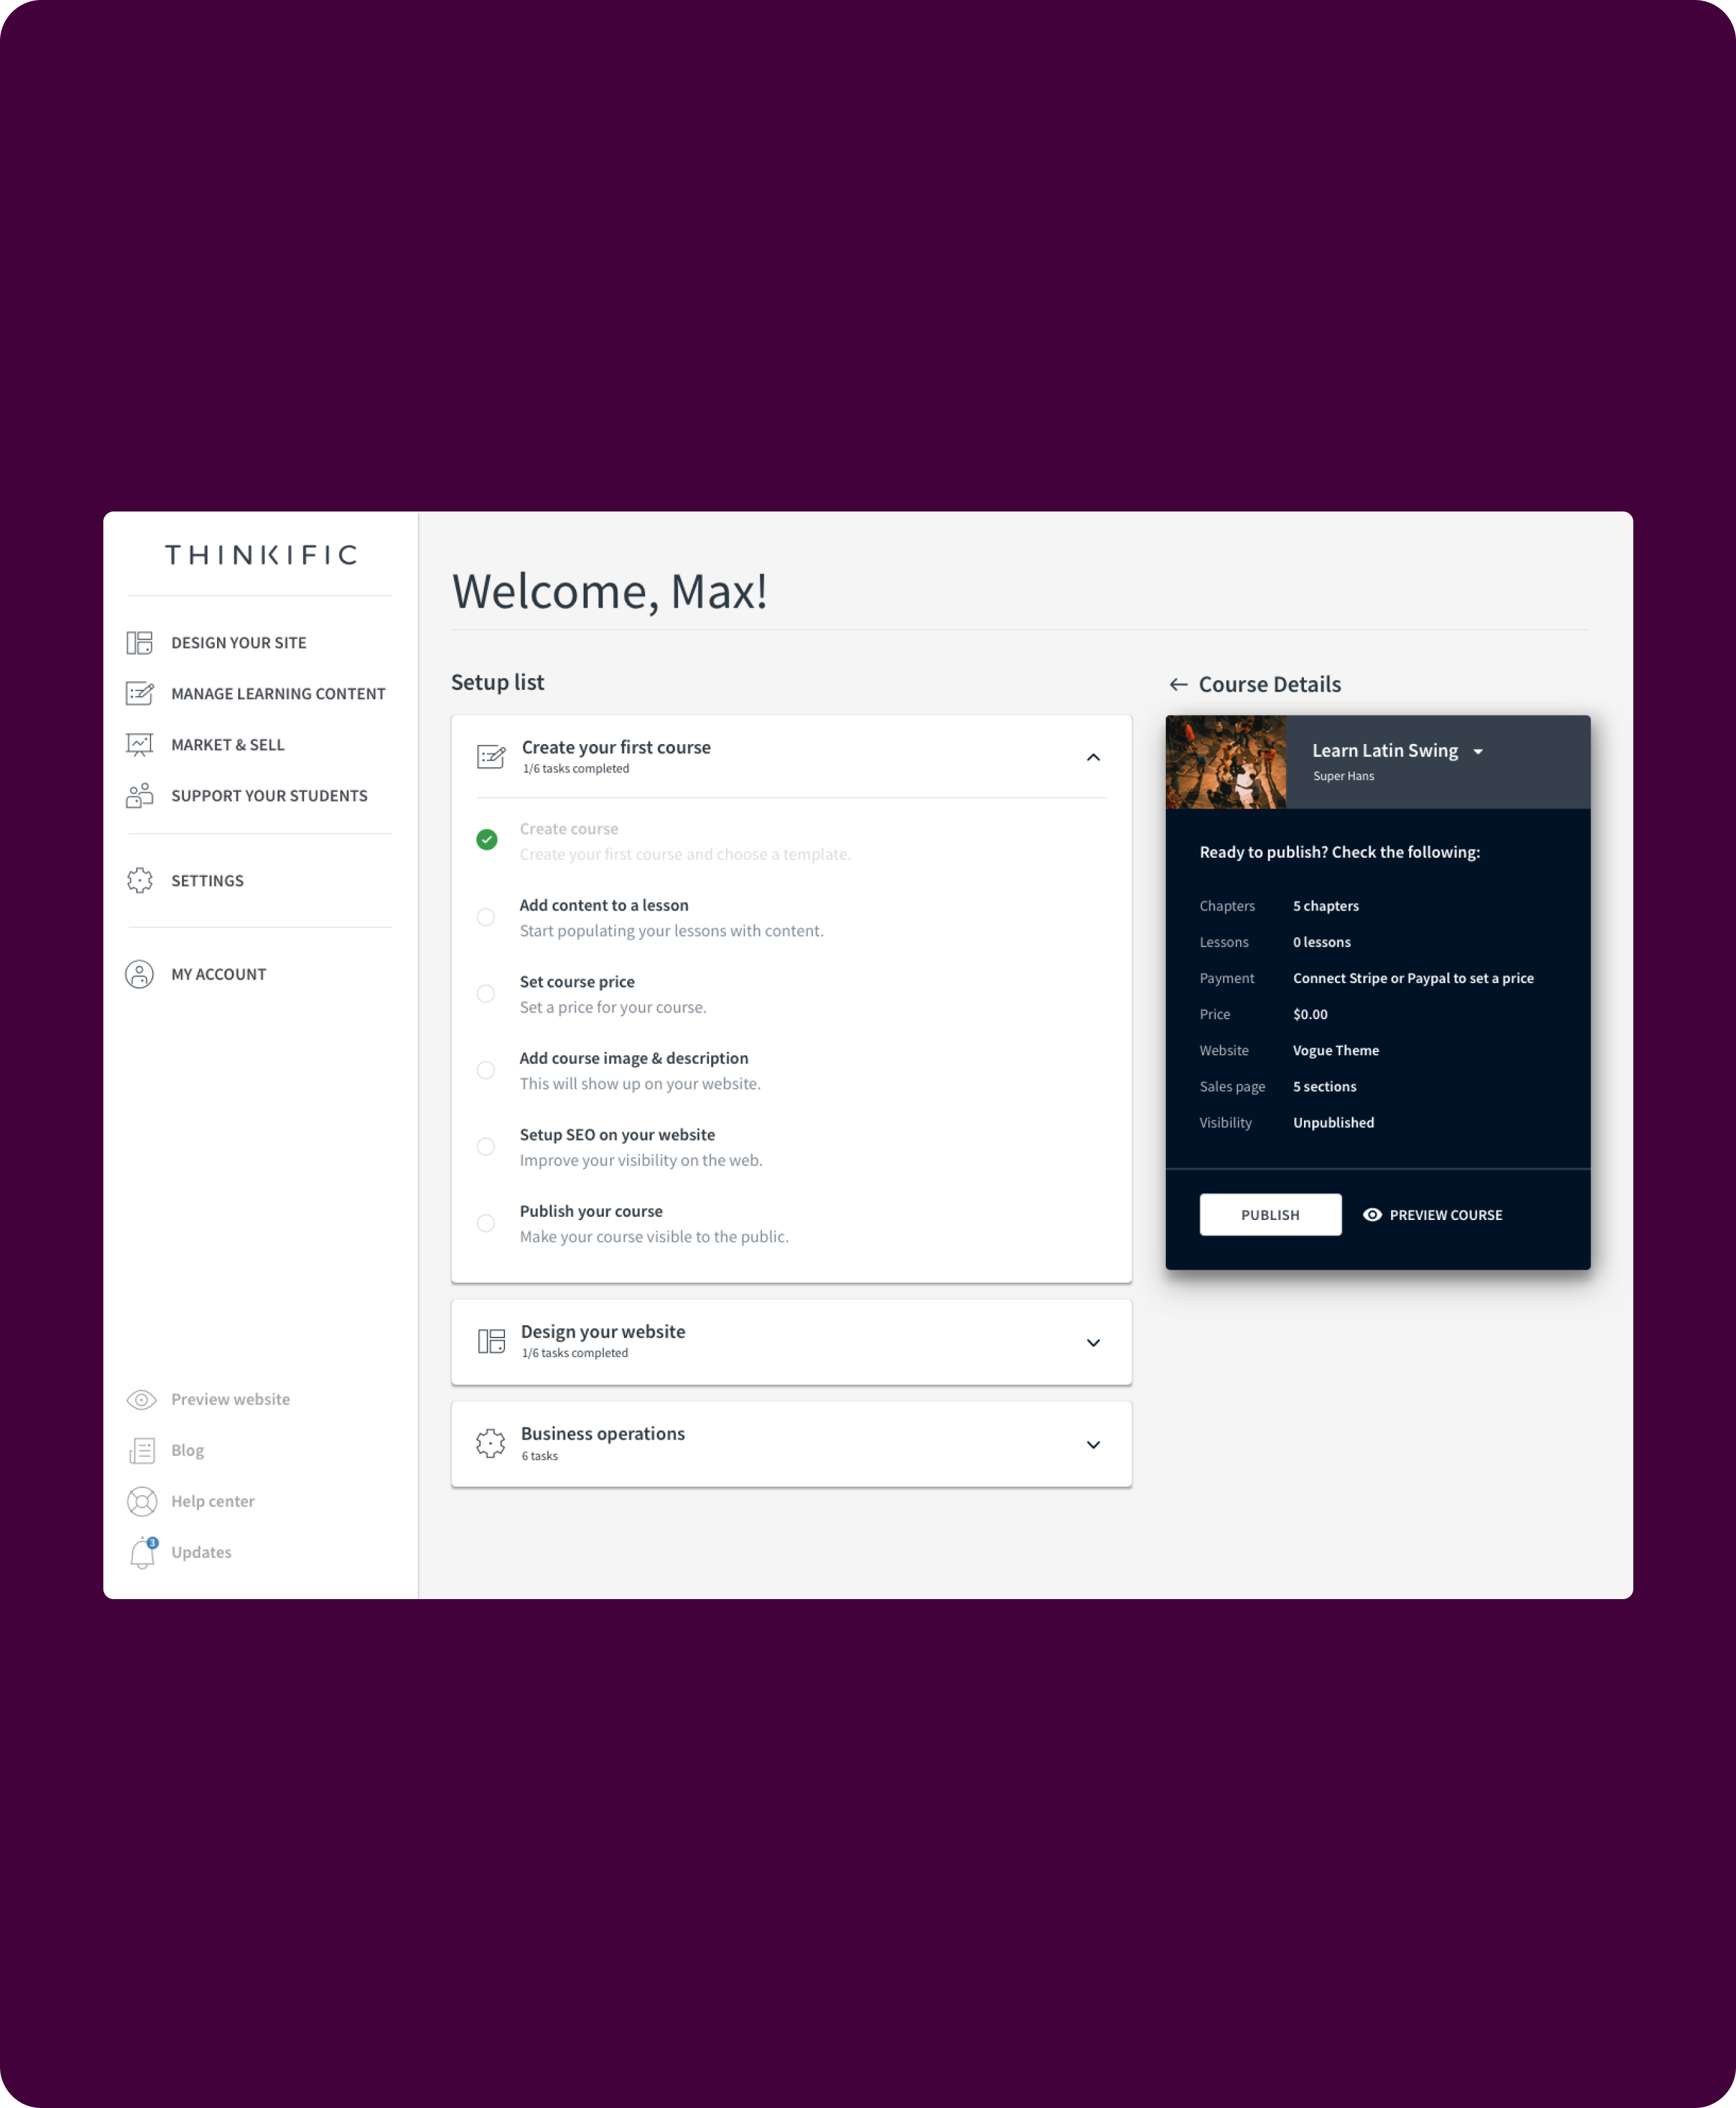 THINKIFIC
DESIGN YOUR SITE
MANAGE LEARNING CONTENT
MARKET & SELL
SUPPORT YOUR STUDENTS
SETTINGS
MY ACCOUNT
Preview website
Blog
Help center
3
Updates
Welcome, Max!
Setup list
Create your first course
1/6 tasks completed
Create course
Create your first course and choose a template.
Add content to a lesson
Start populating your lessons with content.
Set course price
Set a price for your course.
Add course image & description
This will show up on your website.
Setup SEO on your website
Improve your visibility on the web.
Publish your course
Make your course visible to the public.
Design your website
1/6 tasks completed
Business operations
6 tasks
Course Details
Learn Latin Swing
Super Hans
Ready to publish? Check the following:
Chapters 5 chapters
Lessons 0 lessons
Payment Connect Stripe or Paypal to set a price
Price $0.00
Website Vogue Theme
Sales page 5 sections
Visibility Unpublished
PUBLISH PREVIEW COURSE